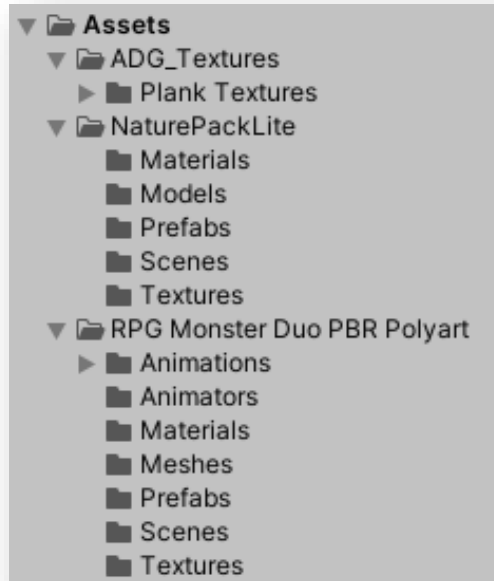 Assets
ADG_Textures
Plank Textures
NaturePackLite
Materials
Models
Prefabs
Scenes
Textures
RPG Monster Duo PBR Polyart
Animations
Animators
Materials
Meshes
Prefabs
Scenes
Textures